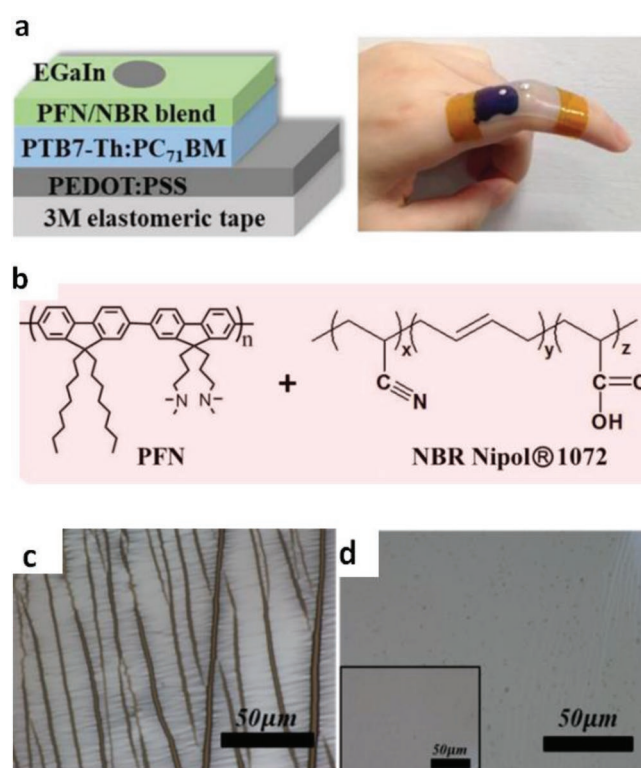 a
EGaIn
PFN/NBR blend
PTB7-Th:PC₇₁BM
PEDOT:PSS
3M elastomeric tape
b
n
N N
PFN
+
x
y
z
C≡N
C=O
OH
NBR Nipol®1072
c
50μm
d
50μm
50μm